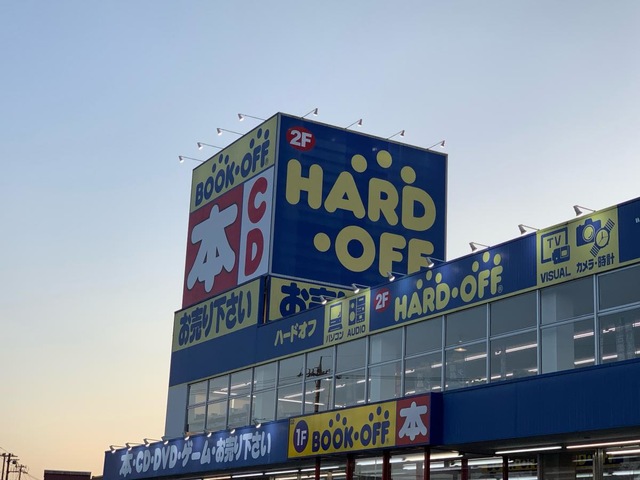 BOOK·OFF
本
CD
お売り下さい
2F
HARD
·OFF
お売り
ハードオフ
パソコン AUDIO
2F
HARD·OFF
TV
VISUAL カメラ・時計
本・CD・DVD・ゲーム・お売り下さい
1F
BOOK·OFF
本